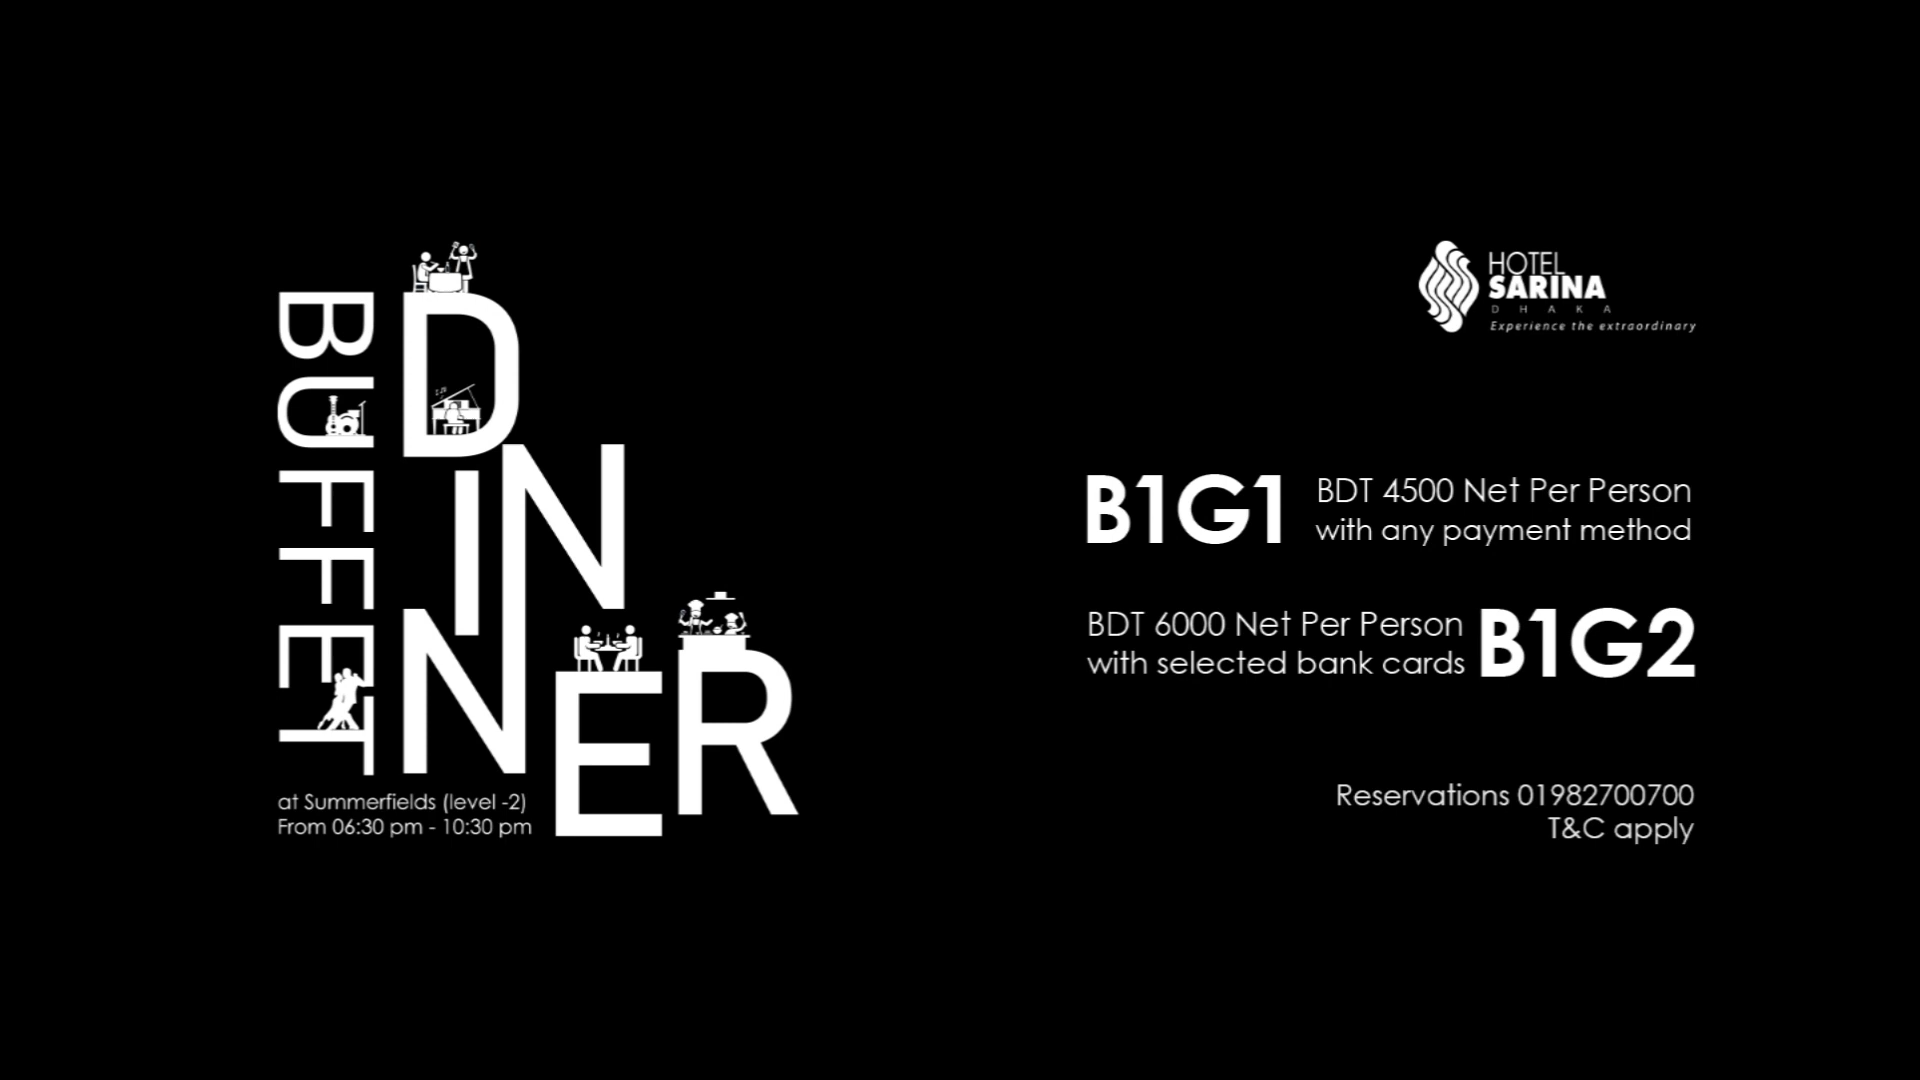 BUFFET
DINNER
at Summerfields (level -2)
From 06:30 pm - 10:30 pm
HOTEL
SARINA
DHAKA
Experience the extraordinary
B1G1
BDT 4500 Net Per Person
with any payment method
BDT 6000 Net Per Person
with selected bank cards
B1G2
Reservations 01982700700
T&C apply